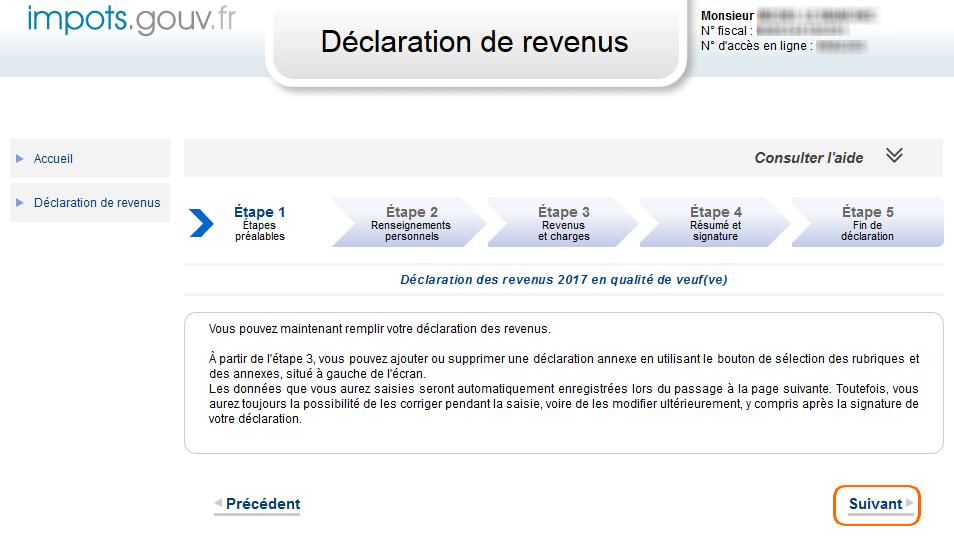 impots.gouv.fr
Déclaration de revenus
Monsieur
N° fiscal :
N° d'accès en ligne :
Accueil
Déclaration de revenus
Consulter l'aide
Étape 1
Étapes
préalables
Étape 2
Renseignements
personnels
Étape 3
Revenus
et charges
Étape 4
Résumé et
signature
Étape 5
Fin de
déclaration
Déclaration des revenus 2017 en qualité de veuf(ve)
Vous pouvez maintenant remplir votre déclaration des revenus.
À partir de l'étape 3, vous pouvez ajouter ou supprimer une déclaration annexe en utilisant le bouton de sélection des rubriques et
des annexes, situé à gauche de l'écran.
Les données que vous aurez saisies seront automatiquement enregistrées lors du passage à la page suivante. Toutefois, vous
aurez toujours la possibilité de les corriger pendant la saisie, voire de les modifier ultérieurement, y compris après la signature de
votre déclaration.
Précédent
Suivant